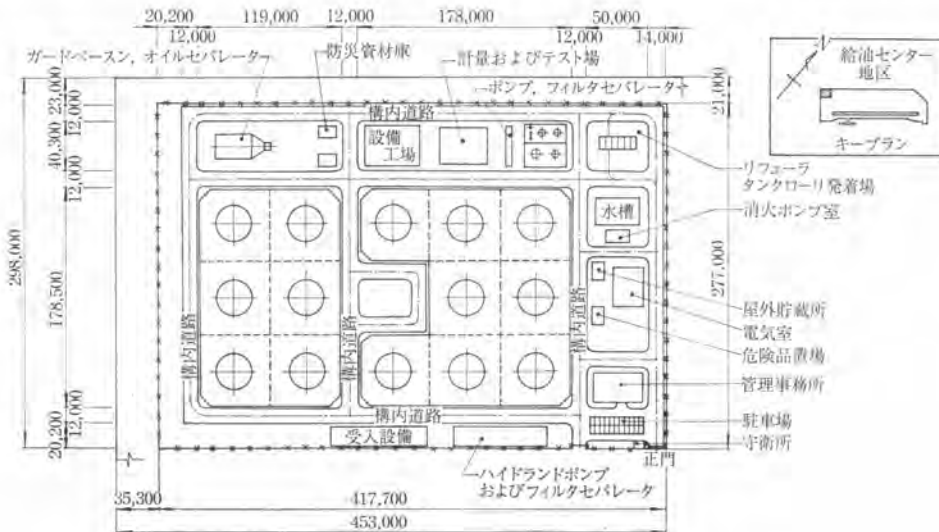 20,200
119,000
12,000
178,000
50,000
12,000
12,000
14,000
ガードベースン，オイルセパレーター
防災資材庫
計量およびテスト場
ポンプ，フィルタセパレーター
給油センター
地区
キープラン
23,000
12,000
40,300
12,000
298,000
178,500
12,000
20,200
21,000
277,000
構内道路
設備
工場
リフューラ
タンクローリ発着場
水槽
消火ポンプ室
屋外貯蔵所
電気室
危険品置場
管理事務所
駐車場
守衛所
正門
構内道路
構内道路
構内道路
構内道路
受入設備
ハイドランドポンプ
およびフィルタセパレータ
35,300
417,700
453,000